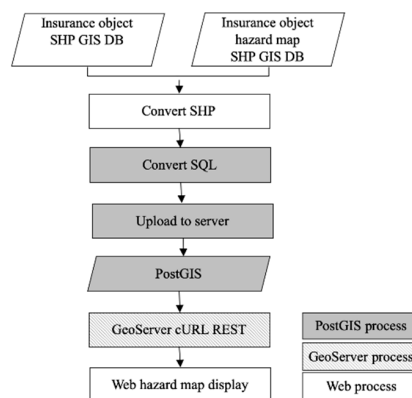 Insurance object
SHP GIS DB
Insurance object
hazard map
SHP GIS DB
Convert SHP
Convert SQL
Upload to server
PostGIS
GeoServer cURL REST
Web hazard map display
PostGIS process
GeoServer process
Web process